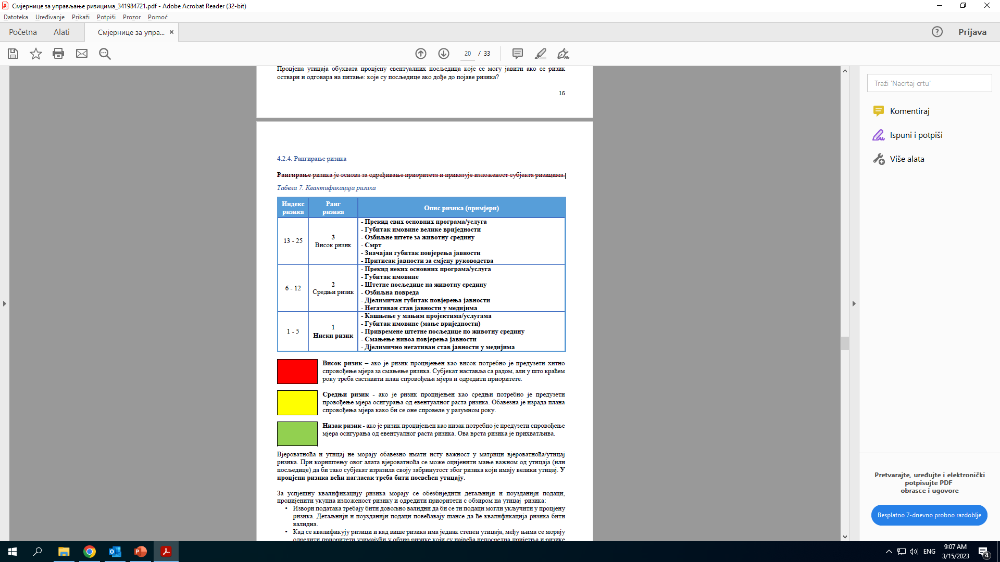 Смјернице за управљање ризицима_341984721.pdf - Adobe Acrobat Reader (32-bit)
Datoteka Uređivanje Prikaži Potpiši Prozor Pomoć
Početna Alati Смјернице за упра... × ? Prijava
20 / 33
Процјена утицаја обухвата процјену евентуалних посљедица које се могу јавити ако се ризик
оствари и одговара на питање: које су посљедице ако дође до појаве ризика?
16
4.2.4. Рангирање ризика
Рангирање ризика је основа за одређивање приоритета и приказује изложеност субјекта ризицима.
Табела 7. Квантификација ризика
Индекс ризика
Ранг ризика
Опис ризика (примјери)
13 - 25
3
Висок ризик
- Прекид свих основних програма/услуга
- Губитак имовине велике вриједности
- Озбиљне штете за животну средину
- Смрт
- Значајан губитак повјерења јавности
- Притисак јавности за смјену руководства
6 - 12
2
Средњи ризик
- Прекид неких основних програма/услуга
- Губитак имовине
- Штетне посљедице на животну средину
- Озбиљна повреда
- Дјелимичан губитак повјерења јавности
- Негативан став јавности у медијима
1 - 5
1
Ниски ризик
- Кашњење у мањим пројектима/услугама
- Губитак имовине (мање вриједности)
- Привремене штетне посљедице по животну средину
- Смањење нивоа повјерења јавности
- Дјелимично негативан став јавности у медијима
Висок ризик – ако је ризик процијењен као висок потребно је предузети хитно
спровођење мјера за смањење ризика. Субјекат наставља са радом, али у што краћем
року треба саставити план спровођења мјера и одредити приоритете.
Средњи ризик - ако је ризик процијењен као средњи потребно је предузети
провођење мјера осигурања од евентуалног раста ризика. Обавезна је израда плана
спровођења мјера како би се оне спровеле у разумном року.
Низак ризик - ако је ризик процијењен као низак потребно је предузети спровођење
мјера осигурања од евентуалног раста ризика. Ова врста ризика је прихватљива.
Вјероватноћа и утицај не морају обавезно имати исту важност у матрици вјероватноћа/утицај
ризика. При кориштењу овог алата вјероватноћа се може оцијенити мање важном од утицаја (или
посљедице) да би тако субјекат изразила своју забринутост због ризика који имају велики утицај. У
процјени ризика већи нагласак треба бити посвећен утицају.
За успјешну квалификацију ризика морају се обезбиједити детаљнији и поузданији подаци,
процијенити укупна изложеност ризику и одредити приоритети с обзиром на утицај ризика:
• Извори података требају бити довољно валидни да би се ти подаци могли укључити у процјену
ризика. Детаљнији и поузданији подаци повећавају шансе да ће квалификација ризика бити
валидна.
• Кад се квалификују ризици и кад више ризика има једнак степен утицаја, међу њима се морају
одредити приоритети узимајући у обзир ризике који су највећа непосредна пријетња и ризике
Traži 'Nacrtaj crtu'
Komentiraj
Ispuni i potpiši
Više alata
Pretvarajte, uređujte i elektronički
potpisujte PDF
obrasce i ugovore
Besplatno 7-dnevno probno razdoblje
ENG
9:07 AM
3/15/2023
4